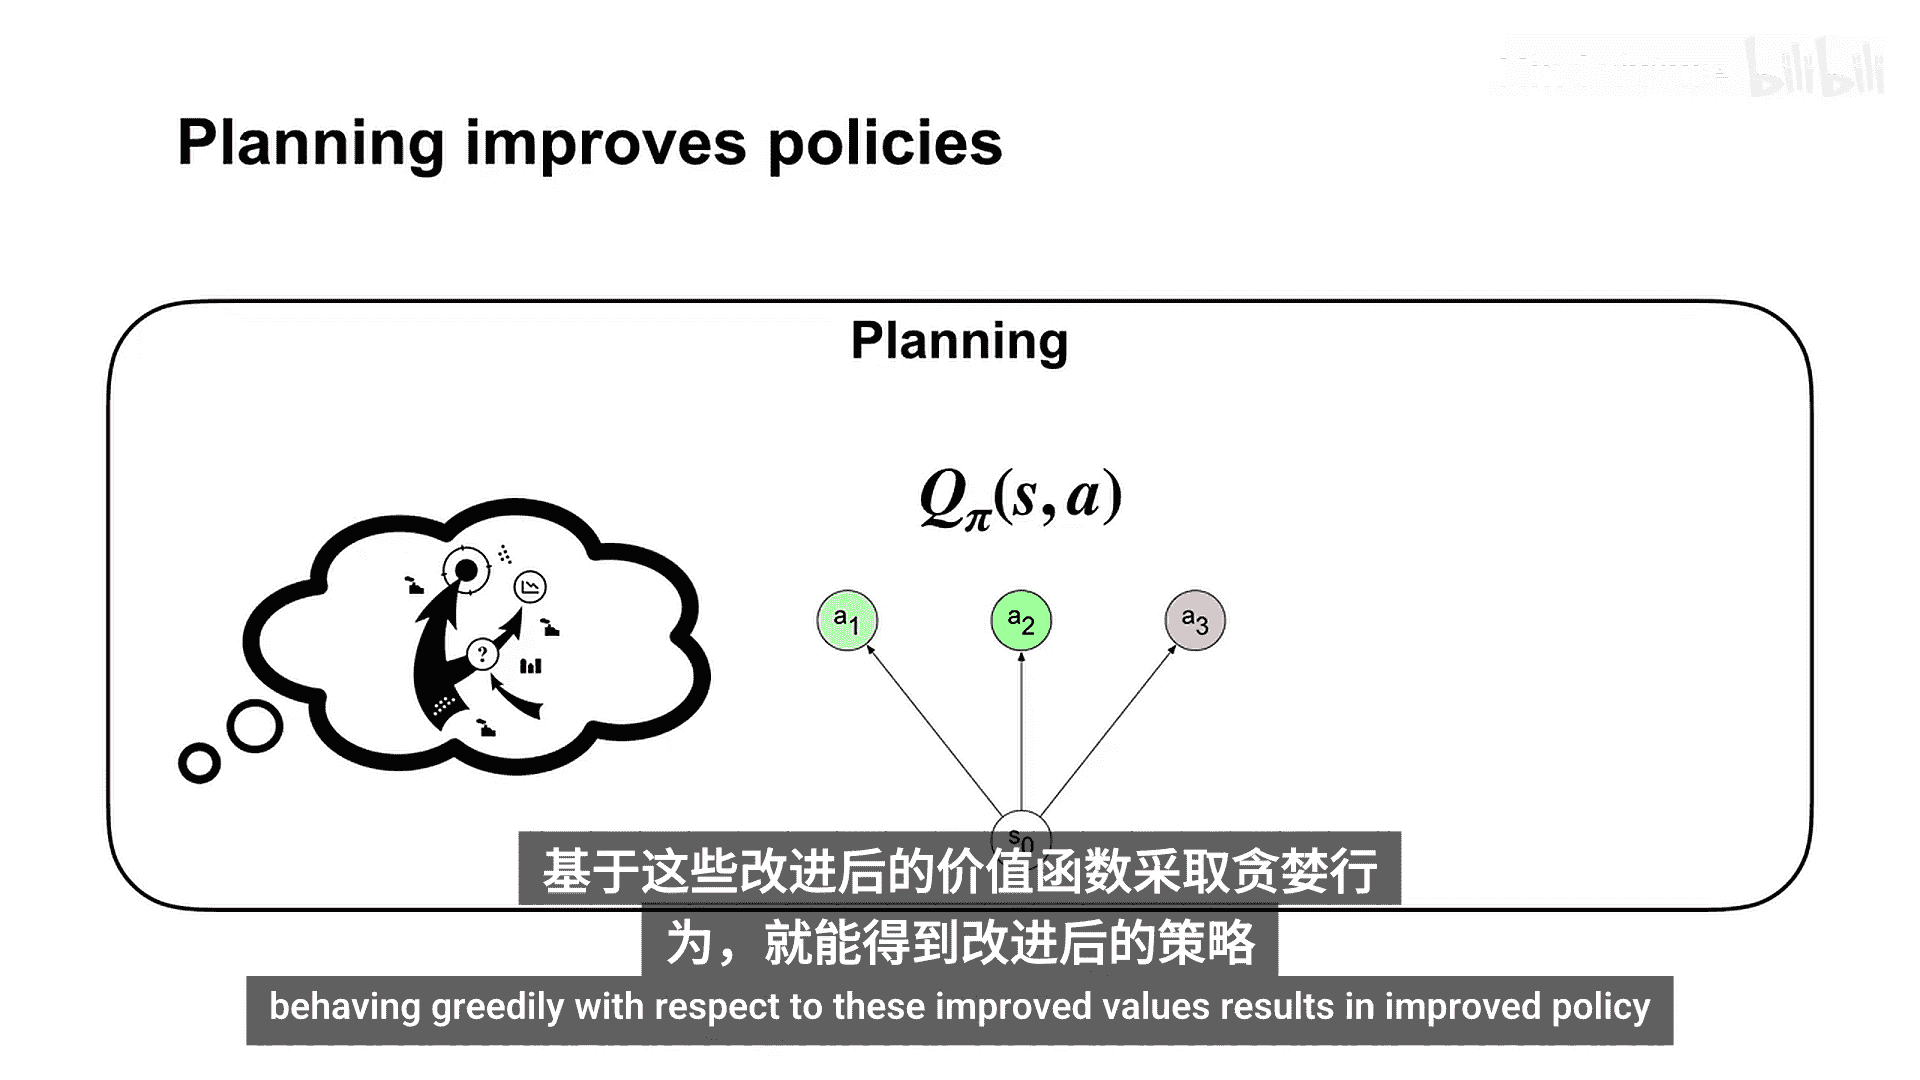 bilibili
Planning improves policies
Planning
Qπ(s, a)
a1 a2 a3
?
s0
基于这些改进后的价值函数采取贪婪行
为，就能得到改进后的策略
behaving greedily with respect to these improved values results in improved policy